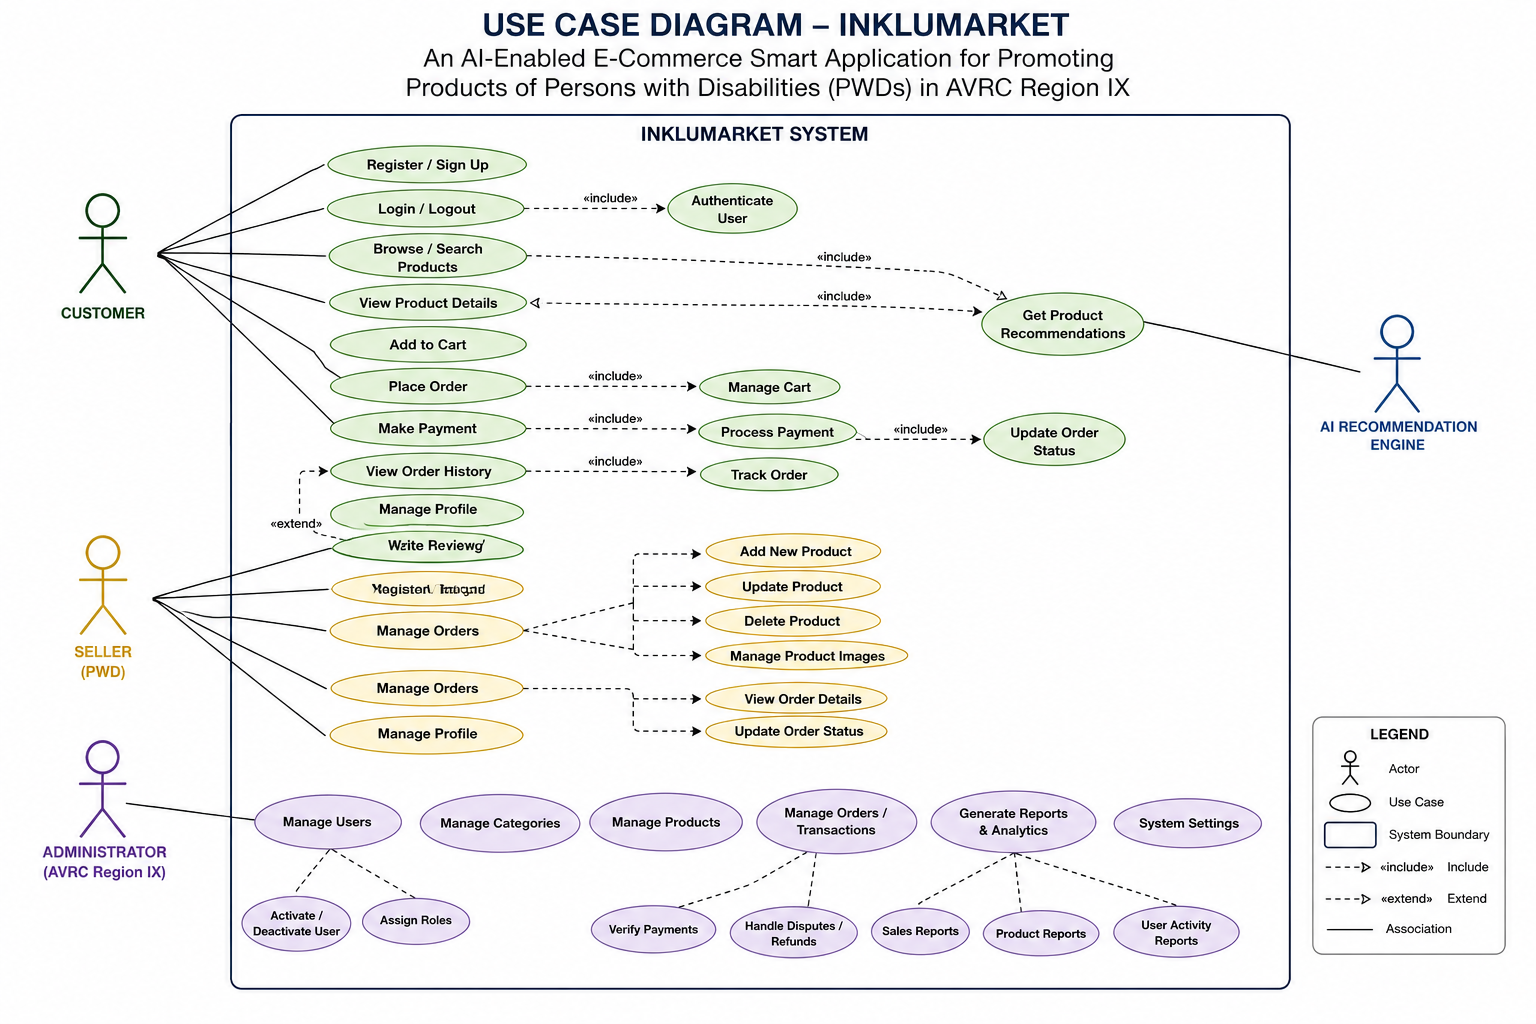 USE CASE DIAGRAM – INKLUMARKET
An AI-Enabled E-Commerce Smart Application for Promoting
Products of Persons with Disabilities (PWDs) in AVRC Region IX
INKLUMARKET SYSTEM
CUSTOMER
Register / Sign Up
Login / Logout
«include»
Authenticate
User
Browse / Search
Products
«include»
View Product Details
«include»
Get Product
Recommendations
AI RECOMMENDATION
ENGINE
Add to Cart
Place Order
«include»
Manage Cart
Make Payment
«include»
Process Payment
«include»
Update Order
Status
View Order History
«include»
Track Order
Manage Profile
«extend»
Write
SELLER
(PWD)
Manage Orders
Add New Product
Update Product
Delete Product
Manage Product Images
Manage Orders
View Order Details
Update Order Status
Manage Profile
ADMINISTRATOR
(AVRC Region IX)
Manage Users
Manage Categories
Manage Products
Manage Orders /
Transactions
Generate Reports
& Analytics
System Settings
Activate /
Deactivate User
Assign Roles
Verify Payments
Handle Disputes /
Refunds
Sales Reports
Product Reports
User Activity
Reports
LEGEND
Actor
Use Case
System Boundary
«include» Include
«extend» Extend
Association